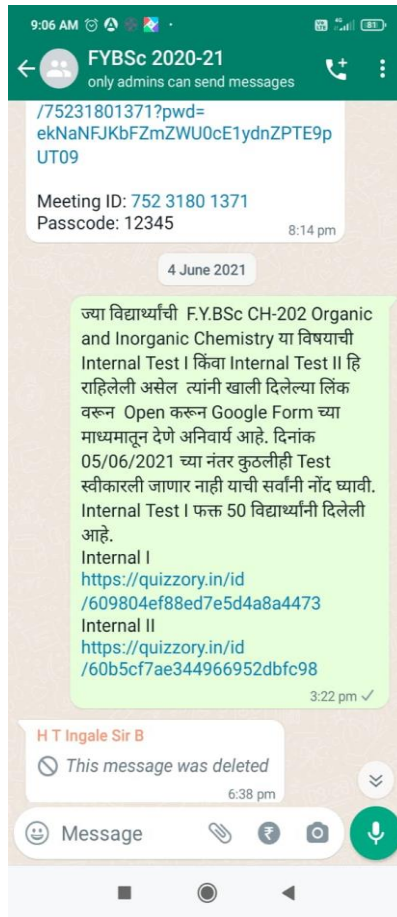 9:06 AM
81
FYBSc 2020-21
only admins can send messages
/75231801371?pwd=
ekNaNFJKbFZmZWU0cE1ydnZPTE9p
UT09
Meeting ID: 752 3180 1371
Passcode: 12345
8:14 pm
4 June 2021
ज्या विद्यार्थ्यांची F.Y.BSc CH-202 Organic
and Inorganic Chemistry या विषयाची
Internal Test I किंवा Internal Test II हि
राहिलेली असेल त्यांनी खाली दिलेल्या लिंक
वरून Open करून Google Form च्या
माध्यमातून देणे अनिवार्य आहे. दिनांक
05/06/2021 च्या नंतर कुठलीही Test
स्वीकारली जाणार नाही याची सर्वांनी नोंद घ्यावी.
Internal Test I फक्त 50 विद्यार्थ्यांनी दिलेली
आहे.
Internal I
https://quizzory.in/id
/609804ef88ed7e5d4a8a4473
Internal II
https://quizzory.in/id
/60b5cf7ae344966952dbfc98
3:22 pm
H T Ingale Sir B
This message was deleted
6:38 pm
Message